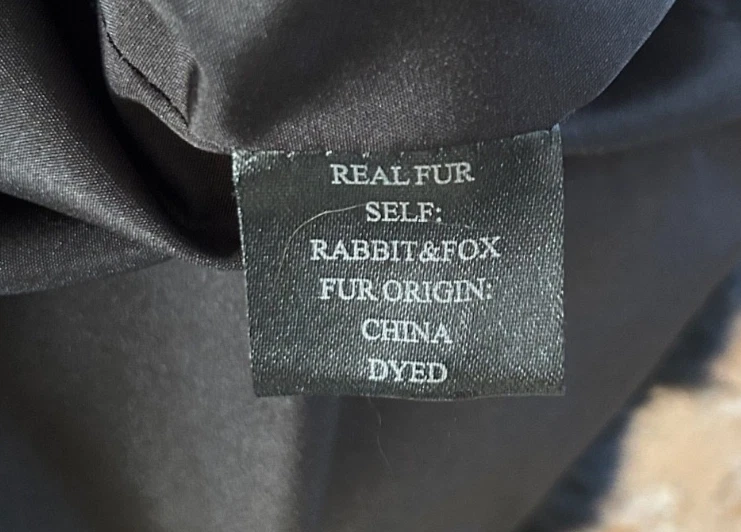 REAL FUR
SELF:
RABBIT&FOX
FUR ORIGIN:
CHINA
DYED